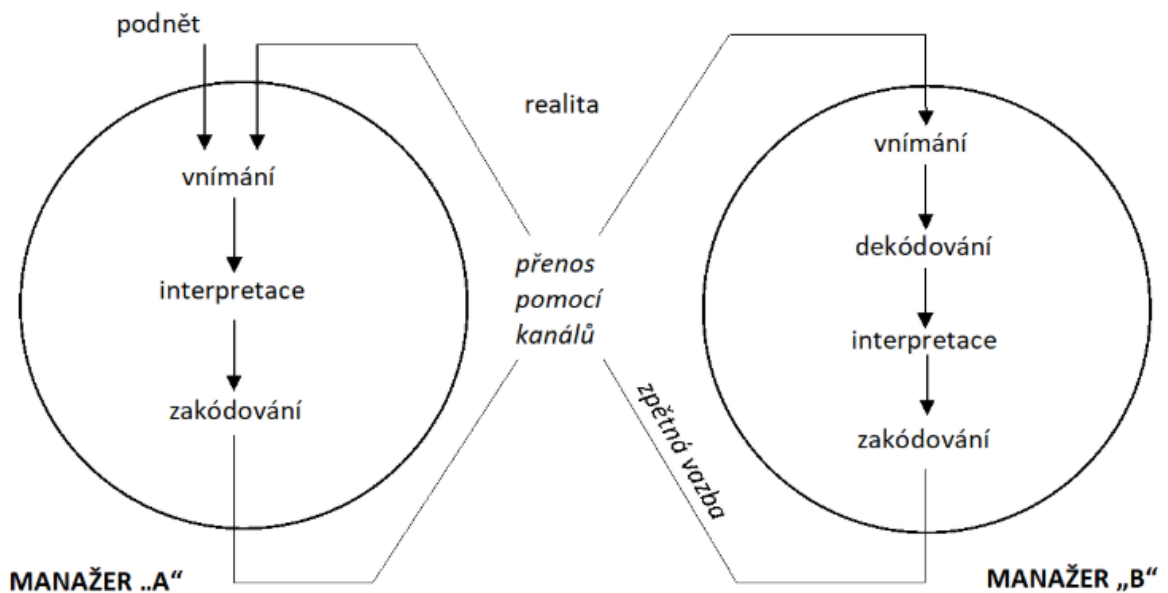 podnět
realita
vnímání
interpretace
zakódování
přenos
pomocí
kanálů
vnímání
dekódování
interpretace
zakódování
zpětná vazba
MANAŽER „A“
MANAŽER „B“